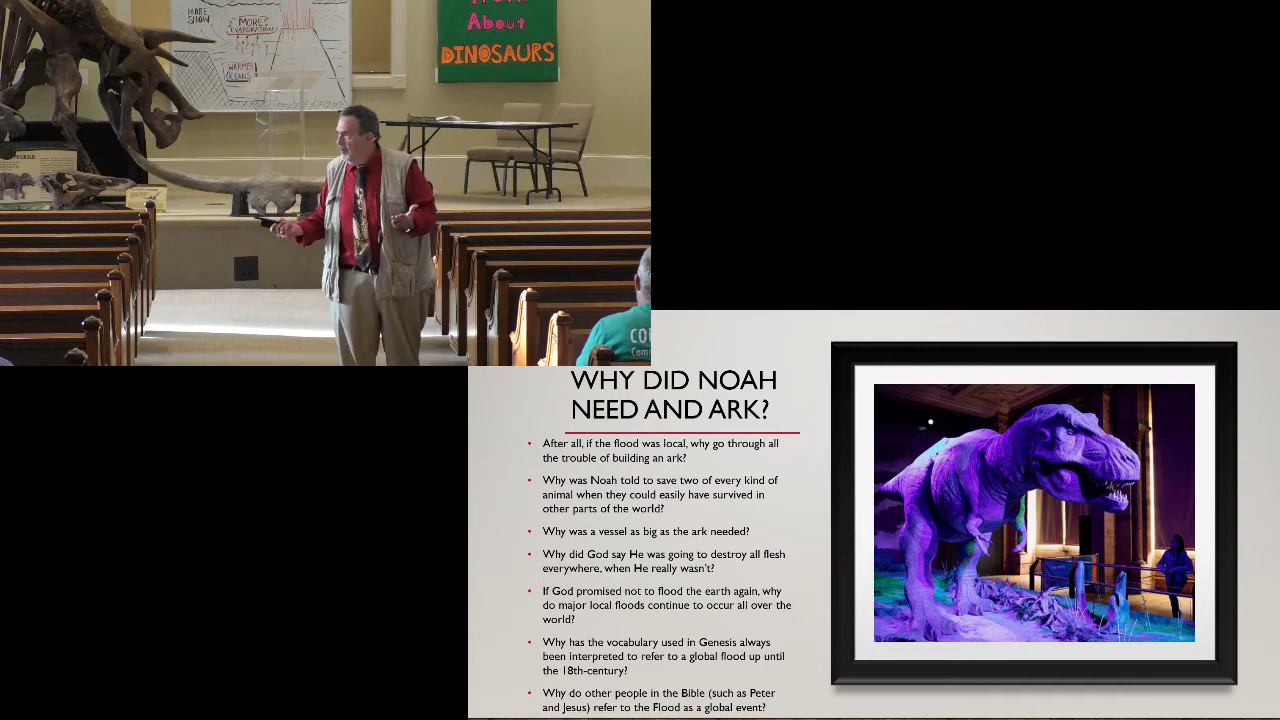 MORE
SNOW
MORE?
EVAPORATION
WARMER
OCEANS
About
DINOSAURS
WHY DID NOAH
NEED AND ARK?
• After all, if the flood was local, why go through all
the trouble of building an ark?
• Why was Noah told to save two of every kind of
animal when they could easily have survived in
other parts of the world?
• Why was a vessel as big as the ark needed?
• Why did God say He was going to destroy all flesh
everywhere, when He really wasn't?
• If God promised not to flood the earth again, why
do major local floods continue to occur all over the
world?
• Why has the vocabulary used in Genesis always
been interpreted to refer to a global flood up until
the 18th-century?
• Why do other people in the Bible (such as Peter
and Jesus) refer to the Flood as a global event?